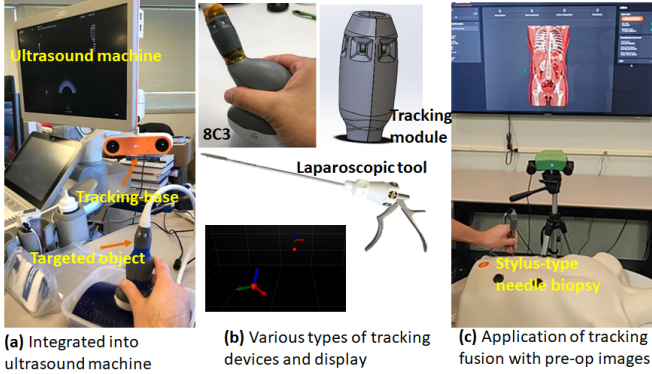 Ultrasound machine
Tracking-base
Targeted object
(a) Integrated into
ultrasound machine
8C3
Tracking
module
Laparoscopic tool
(b) Various types of tracking
devices and display
Stylus-type
needle biopsy
(c) Application of tracking
fusion with pre-op images